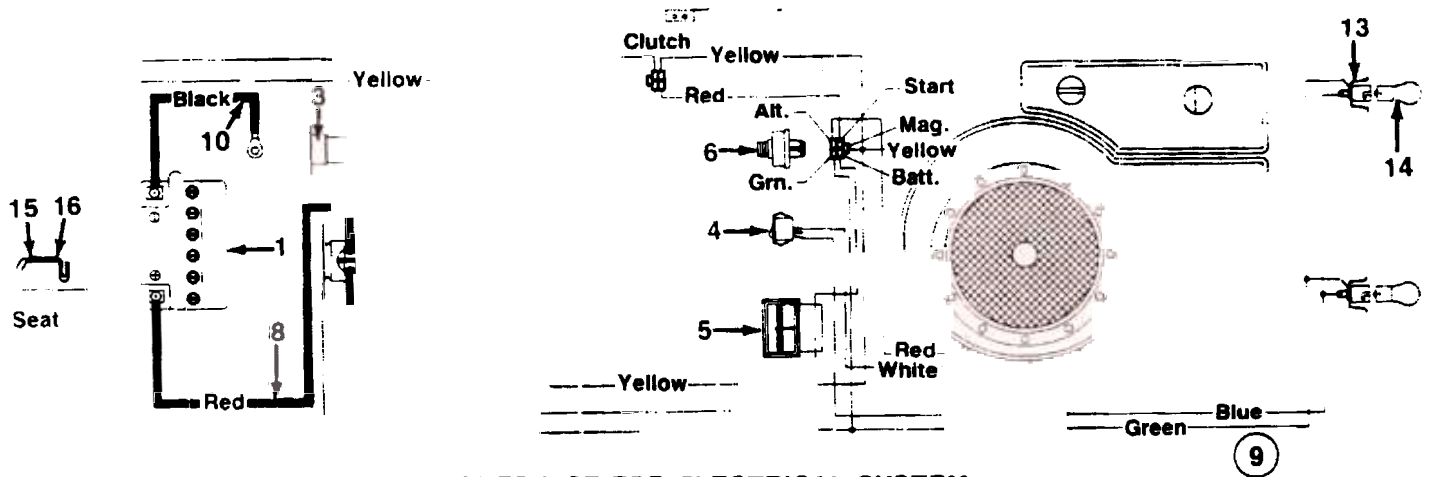 Clutch
Yellow
Yellow
Black
3
10
Red
Start
Alt.
Mag.
6
Yellow
Grn.
Batt.
13
14
15 16
1
4
Seat
5
8
Red
White
Yellow
Red
Blue
Green
9